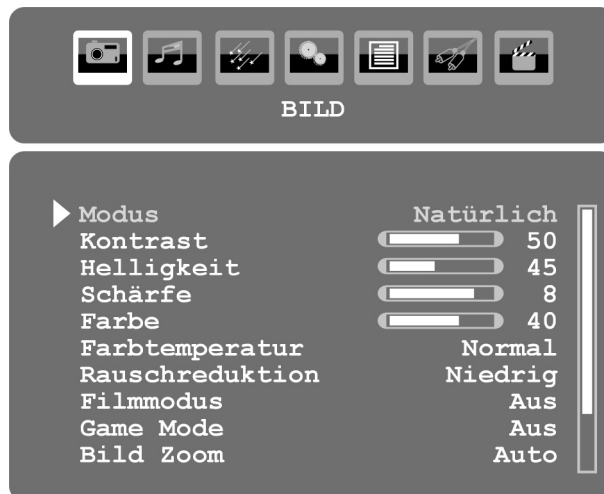 BILD
Modus Natürlich
Kontrast 50
Helligkeit 45
Schärfe 8
Farbe 40
Farbtemperatur Normal
Rauschreduktion Niedrig
Filmmodus Aus
Game Mode Aus
Bild Zoom Auto